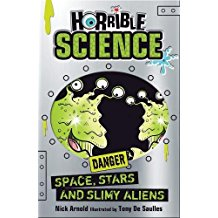 HORRIBLE
SCIENCE
DANGER
SPACE, STARS
AND SLIMY ALIENS
Nick Arnold illustrated by Tony De Saulles